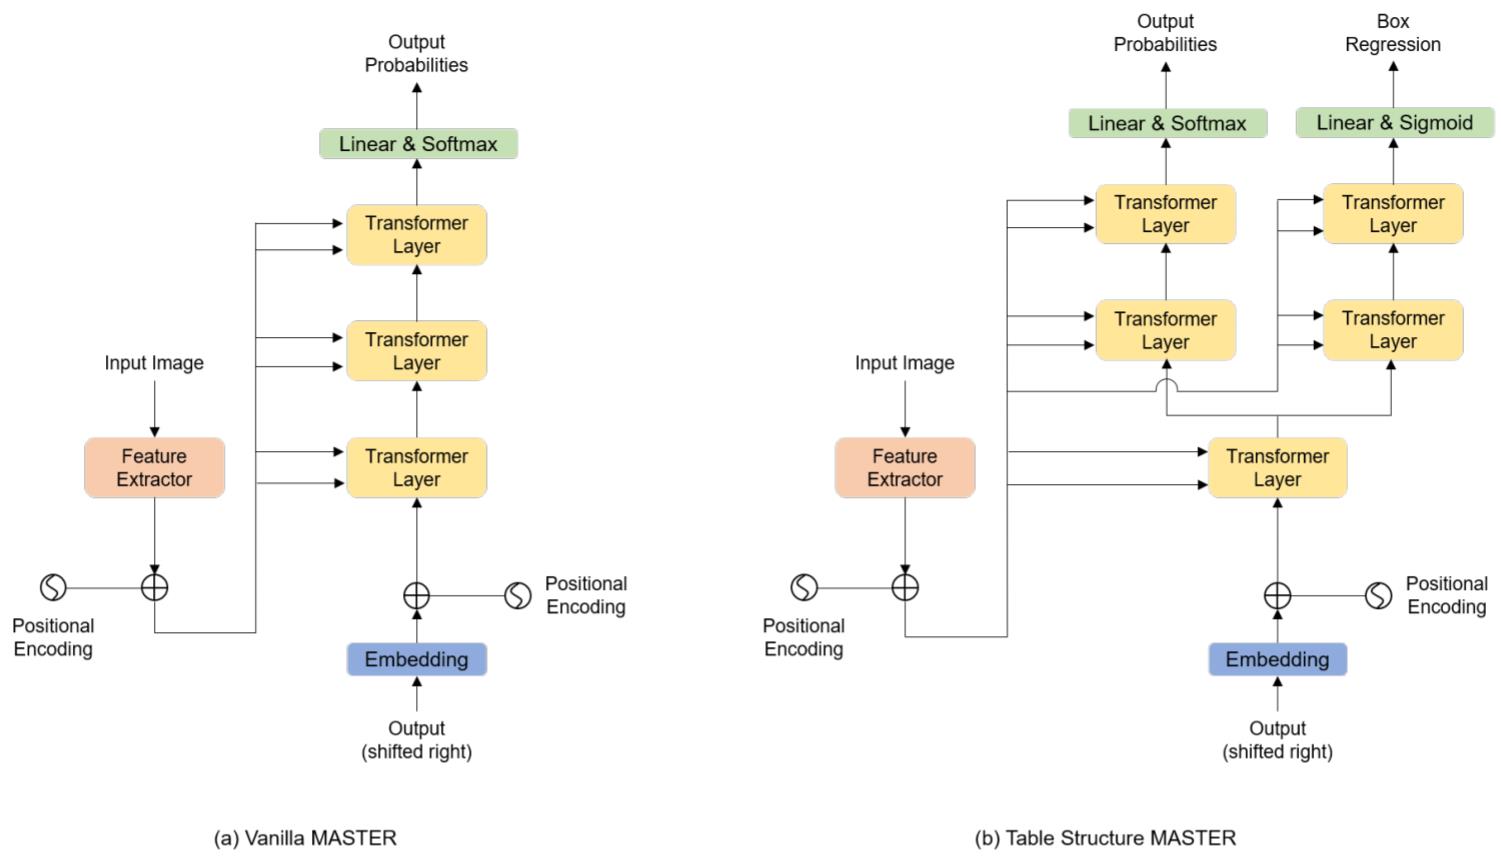 Output
Probabilities
Linear & Softmax
Transformer
Layer
Transformer
Layer
Input Image
Feature
Extractor
Transformer
Layer
Positional
Encoding
Positional
Encoding
Embedding
Output
(shifted right)
(a) Vanilla MASTER
Output
Probabilities
Box
Regression
Linear & Softmax
Linear & Sigmoid
Transformer
Layer
Transformer
Layer
Transformer
Layer
Transformer
Layer
Input Image
Feature
Extractor
Transformer
Layer
Positional
Encoding
Positional
Encoding
Embedding
Output
(shifted right)
(b) Table Structure MASTER